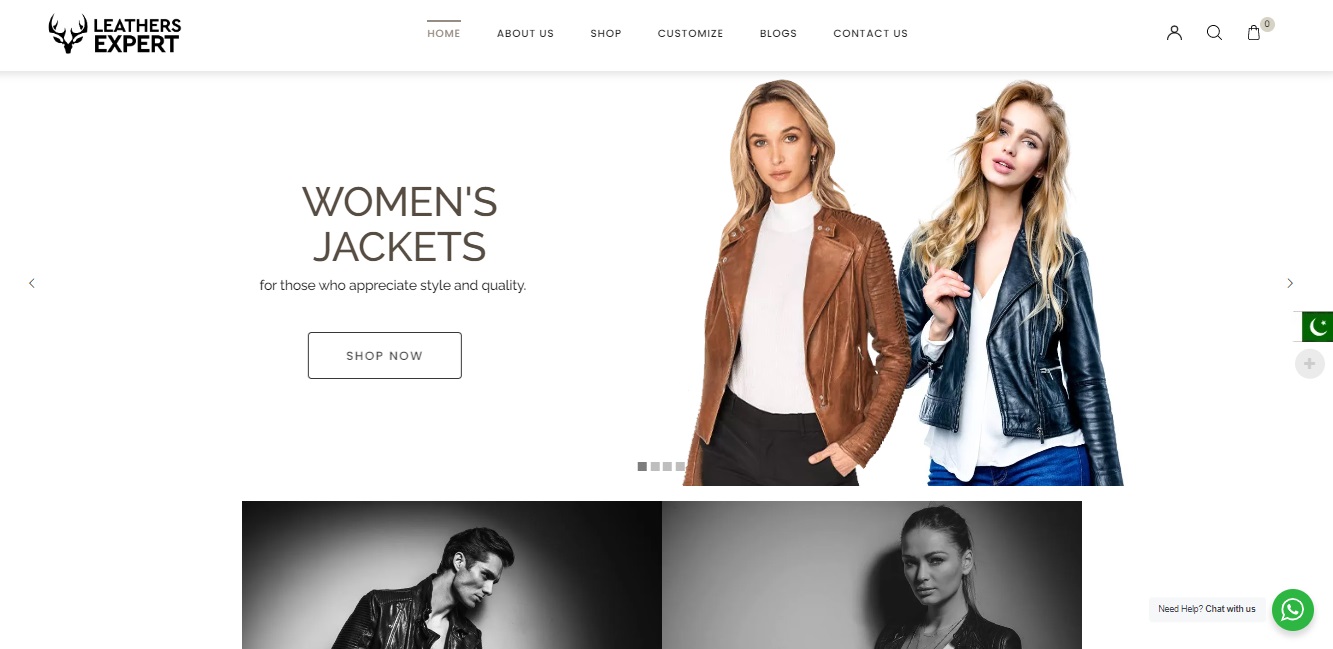 LEATHERS
EXPERT
HOME ABOUT US SHOP CUSTOMIZE BLOGS CONTACT US
0
WOMEN'S
JACKETS
for those who appreciate style and quality.
SHOP NOW
Need Help? Chat with us